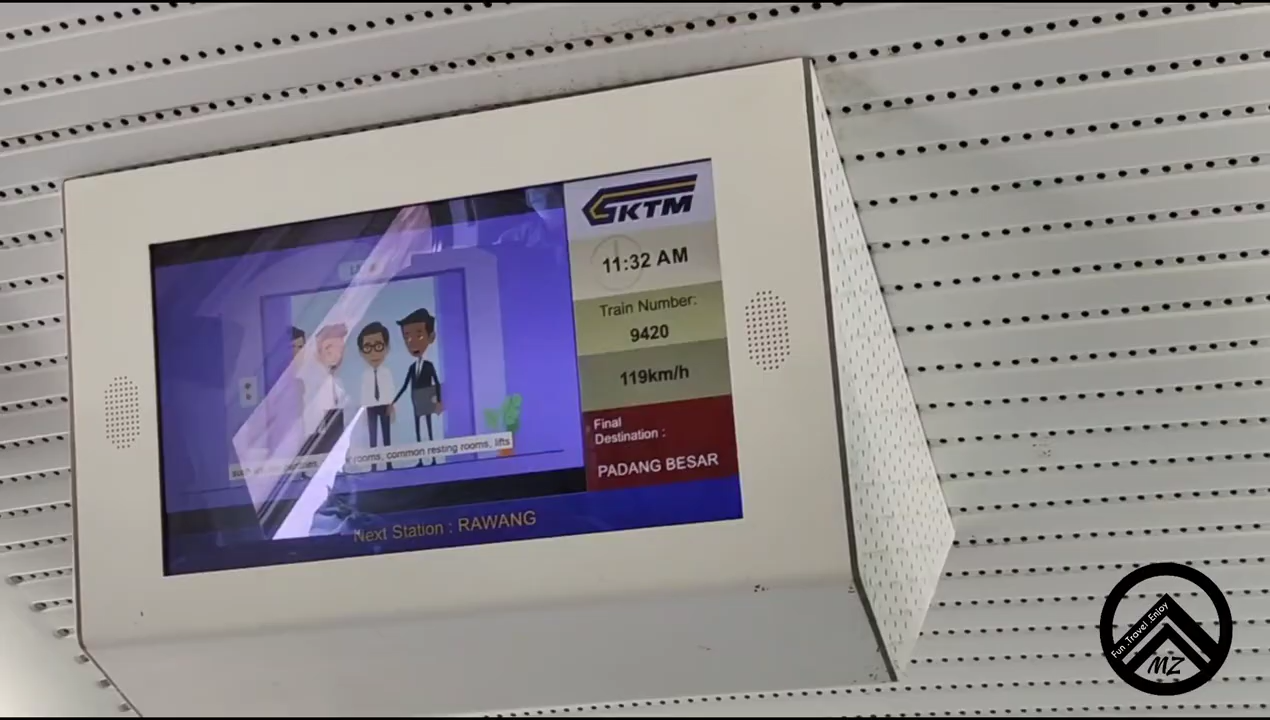 KTM
11:32 AM
Train Number:
9420
119km/h
Final
Destination :
PADANG BESAR
rooms, common resting rooms, lifts
Next Station : RAWANG
Fun .Travel .Enjoy
MZ